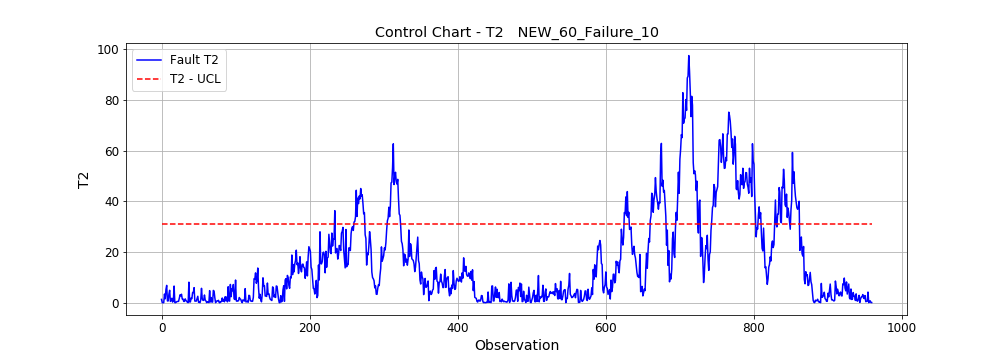 Control Chart - T2   NEW_60_Failure_10
Fault T2
T2 - UCL
100
80
60
40
20
0
T2
0 200 400 600 800 1000
Observation